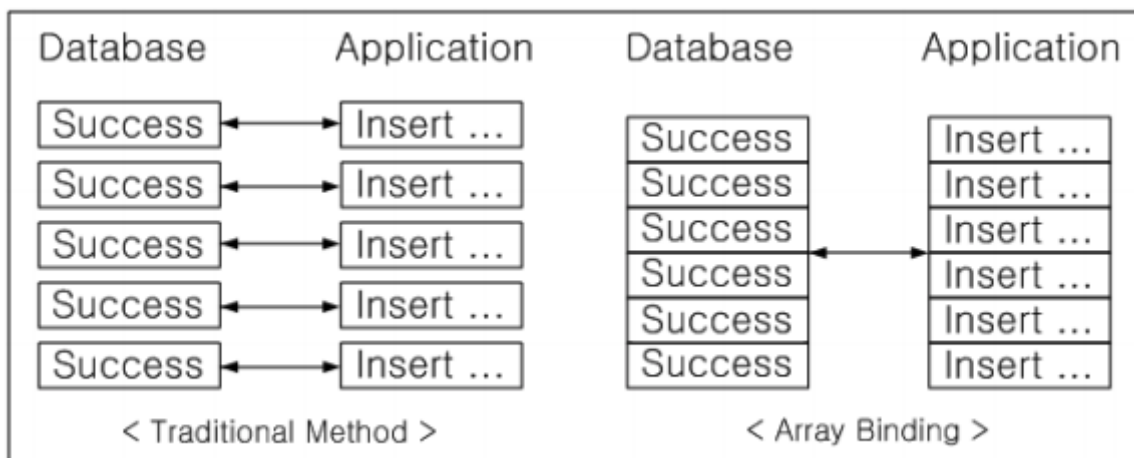 Database Application
Success Insert ...
Success Insert ...
Success Insert ...
Success Insert ...
Success Insert ...
< Traditional Method >
Database Application
Success Insert ...
Success Insert ...
Success Insert ...
Success Insert ...
Success Insert ...
Success Insert ...
< Array Binding >